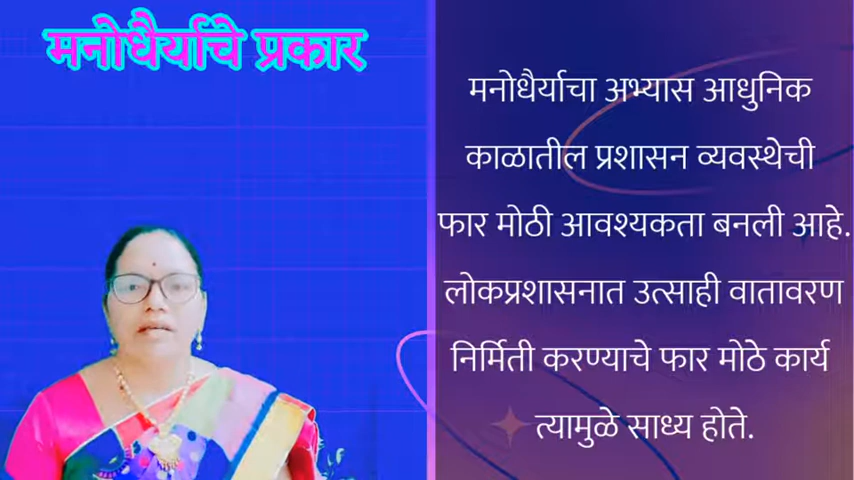 मनोधैर्याचे प्रकार
मनोधैर्याचा अभ्यास आधुनिक
काळातील प्रशासन व्यवस्थेची
फार मोठी आवश्यकता बनली आहे.
लोकप्रशासनात उत्साही वातावरण
निर्मिती करण्याचे फार मोठे कार्य
त्यामुळे साध्य होते.